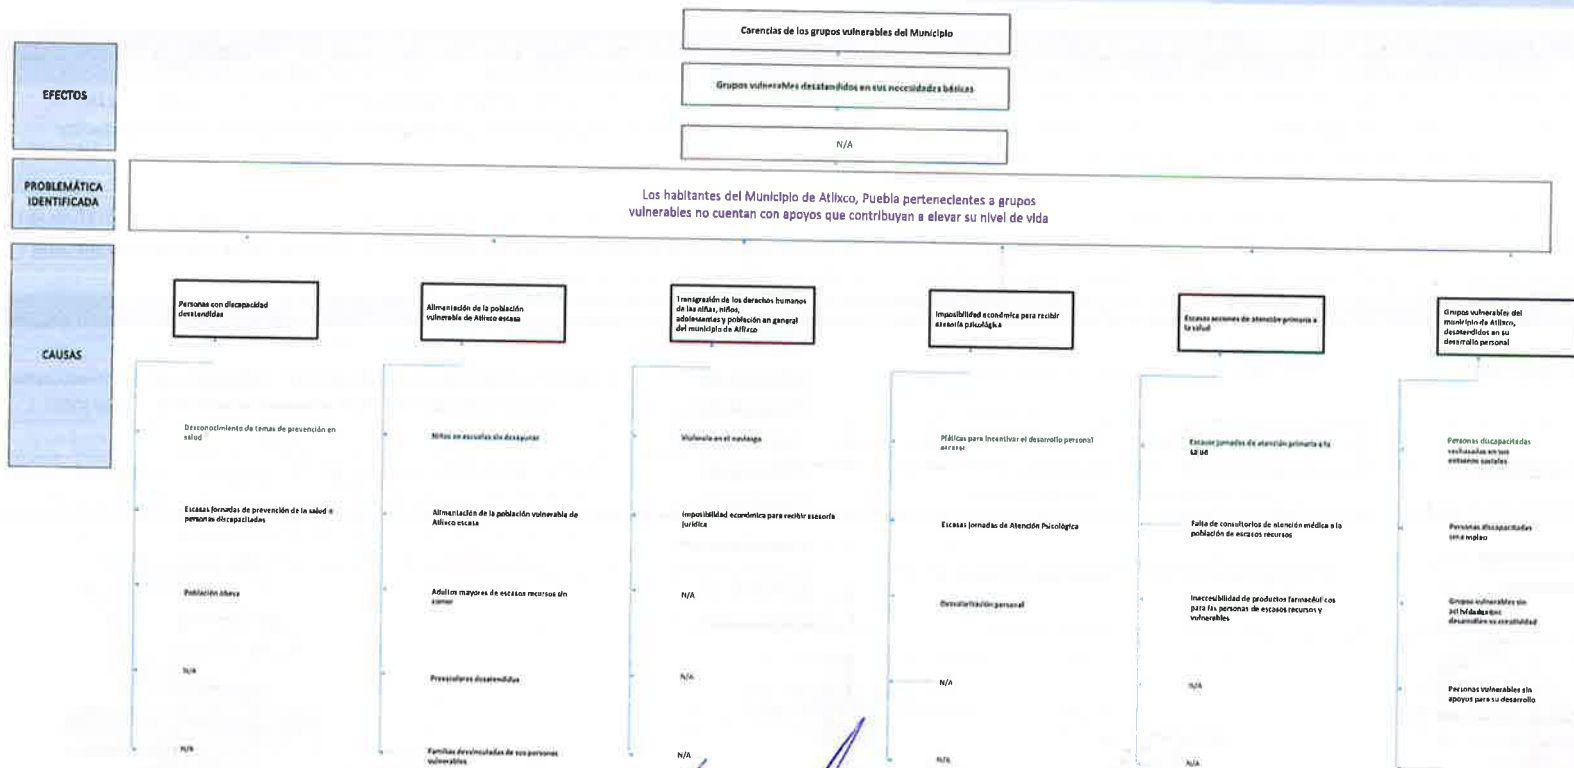 Carencias de los grupos vulnerables del Municipio
EFECTOS
Grupos vulnerables desatendidos en sus necesidades básicas
N/A
PROBLEMÁTICA
IDENTIFICADA
Los habitantes del Municipio de Atlixco, Puebla pertenecientes a grupos
vulnerables no cuentan con apoyos que contribuyan a elevar su nivel de vida
CAUSAS
Personas con discapacidad
desatendidas
Desconocimiento de temas de prevención en
salud
Escasas jornadas de prevención de la salud a
personas discapacitadas
Población obesa
N/A
N/A
Alimentación de la población
vulnerable de Atlixco escasa
Niños en escuelas sin desayunar
Alimentación de la población vulnerable de
Atlixco escasa
Adultos mayores de escasos recursos sin
comer
Preescolares desatendidos
Familias desvinculadas de sus personas
vulnerables
Transgresión de los derechos humanos
de las niñas, niños,
adolescentes y población en general
del municipio de Atlixco
Violencia en el noviazgo
Imposibilidad económica para recibir asesoría
jurídica
N/A
N/A
N/A
Imposibilidad económica para recibir
asesoría psicológica
Pláticas para incentivar el desarrollo personal
Escasas jornadas de Atención Psicológica
Desvalorización personal
N/A
N/A
Escasas acciones de atención primaria a
la salud
Escasas jornadas de atención primaria a la
salud
Falta de consultorios de atención médica a la
población de escasos recursos
Inaccesibilidad de productos farmacéuticos
para las personas de escasos recursos y
vulnerables
N/A
N/A
Grupos vulnerables del
municipio de Atlixco,
desatendidos en su
desarrollo personal
Personas discapacitadas
rechazadas en sus
entornos sociales
Personas discapacitadas
sin empleo
Grupos vulnerables sin
actividades que
desarrollen su creatividad
Personas vulnerables sin
apoyos para su desarrollo